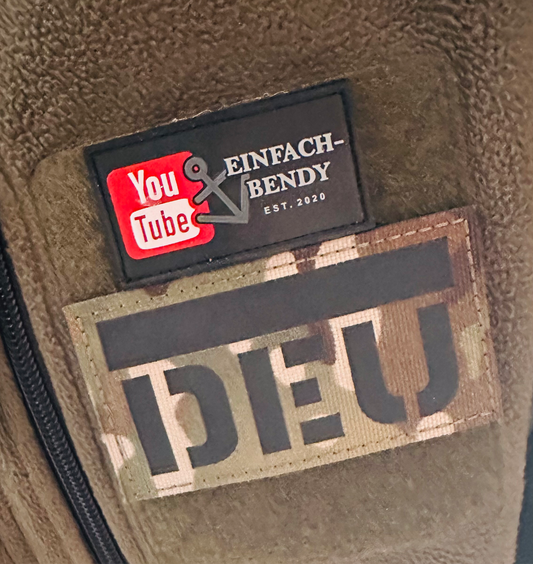 You
Tube
EINFACH-
BENDY
EST. 2020
DEU